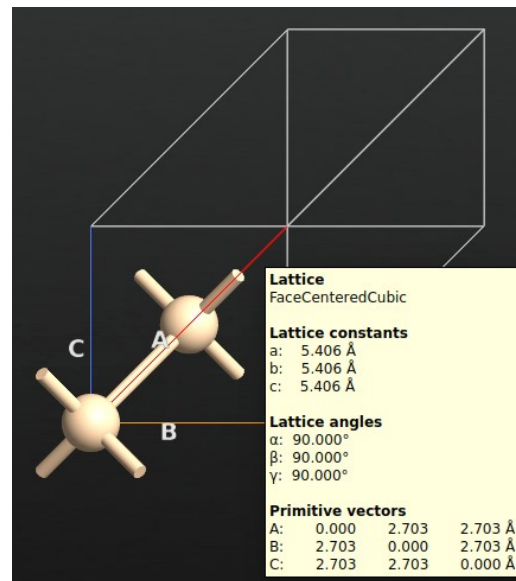 A
C
B
Lattice
FaceCenteredCubic
Lattice constants
a: 5.406 Å
b: 5.406 Å
c: 5.406 Å
Lattice angles
α: 90.000°
β: 90.000°
γ: 90.000°
Primitive vectors
A: 0.000 2.703 2.703 Å
B: 2.703 0.000 2.703 Å
C: 2.703 2.703 0.000 Å